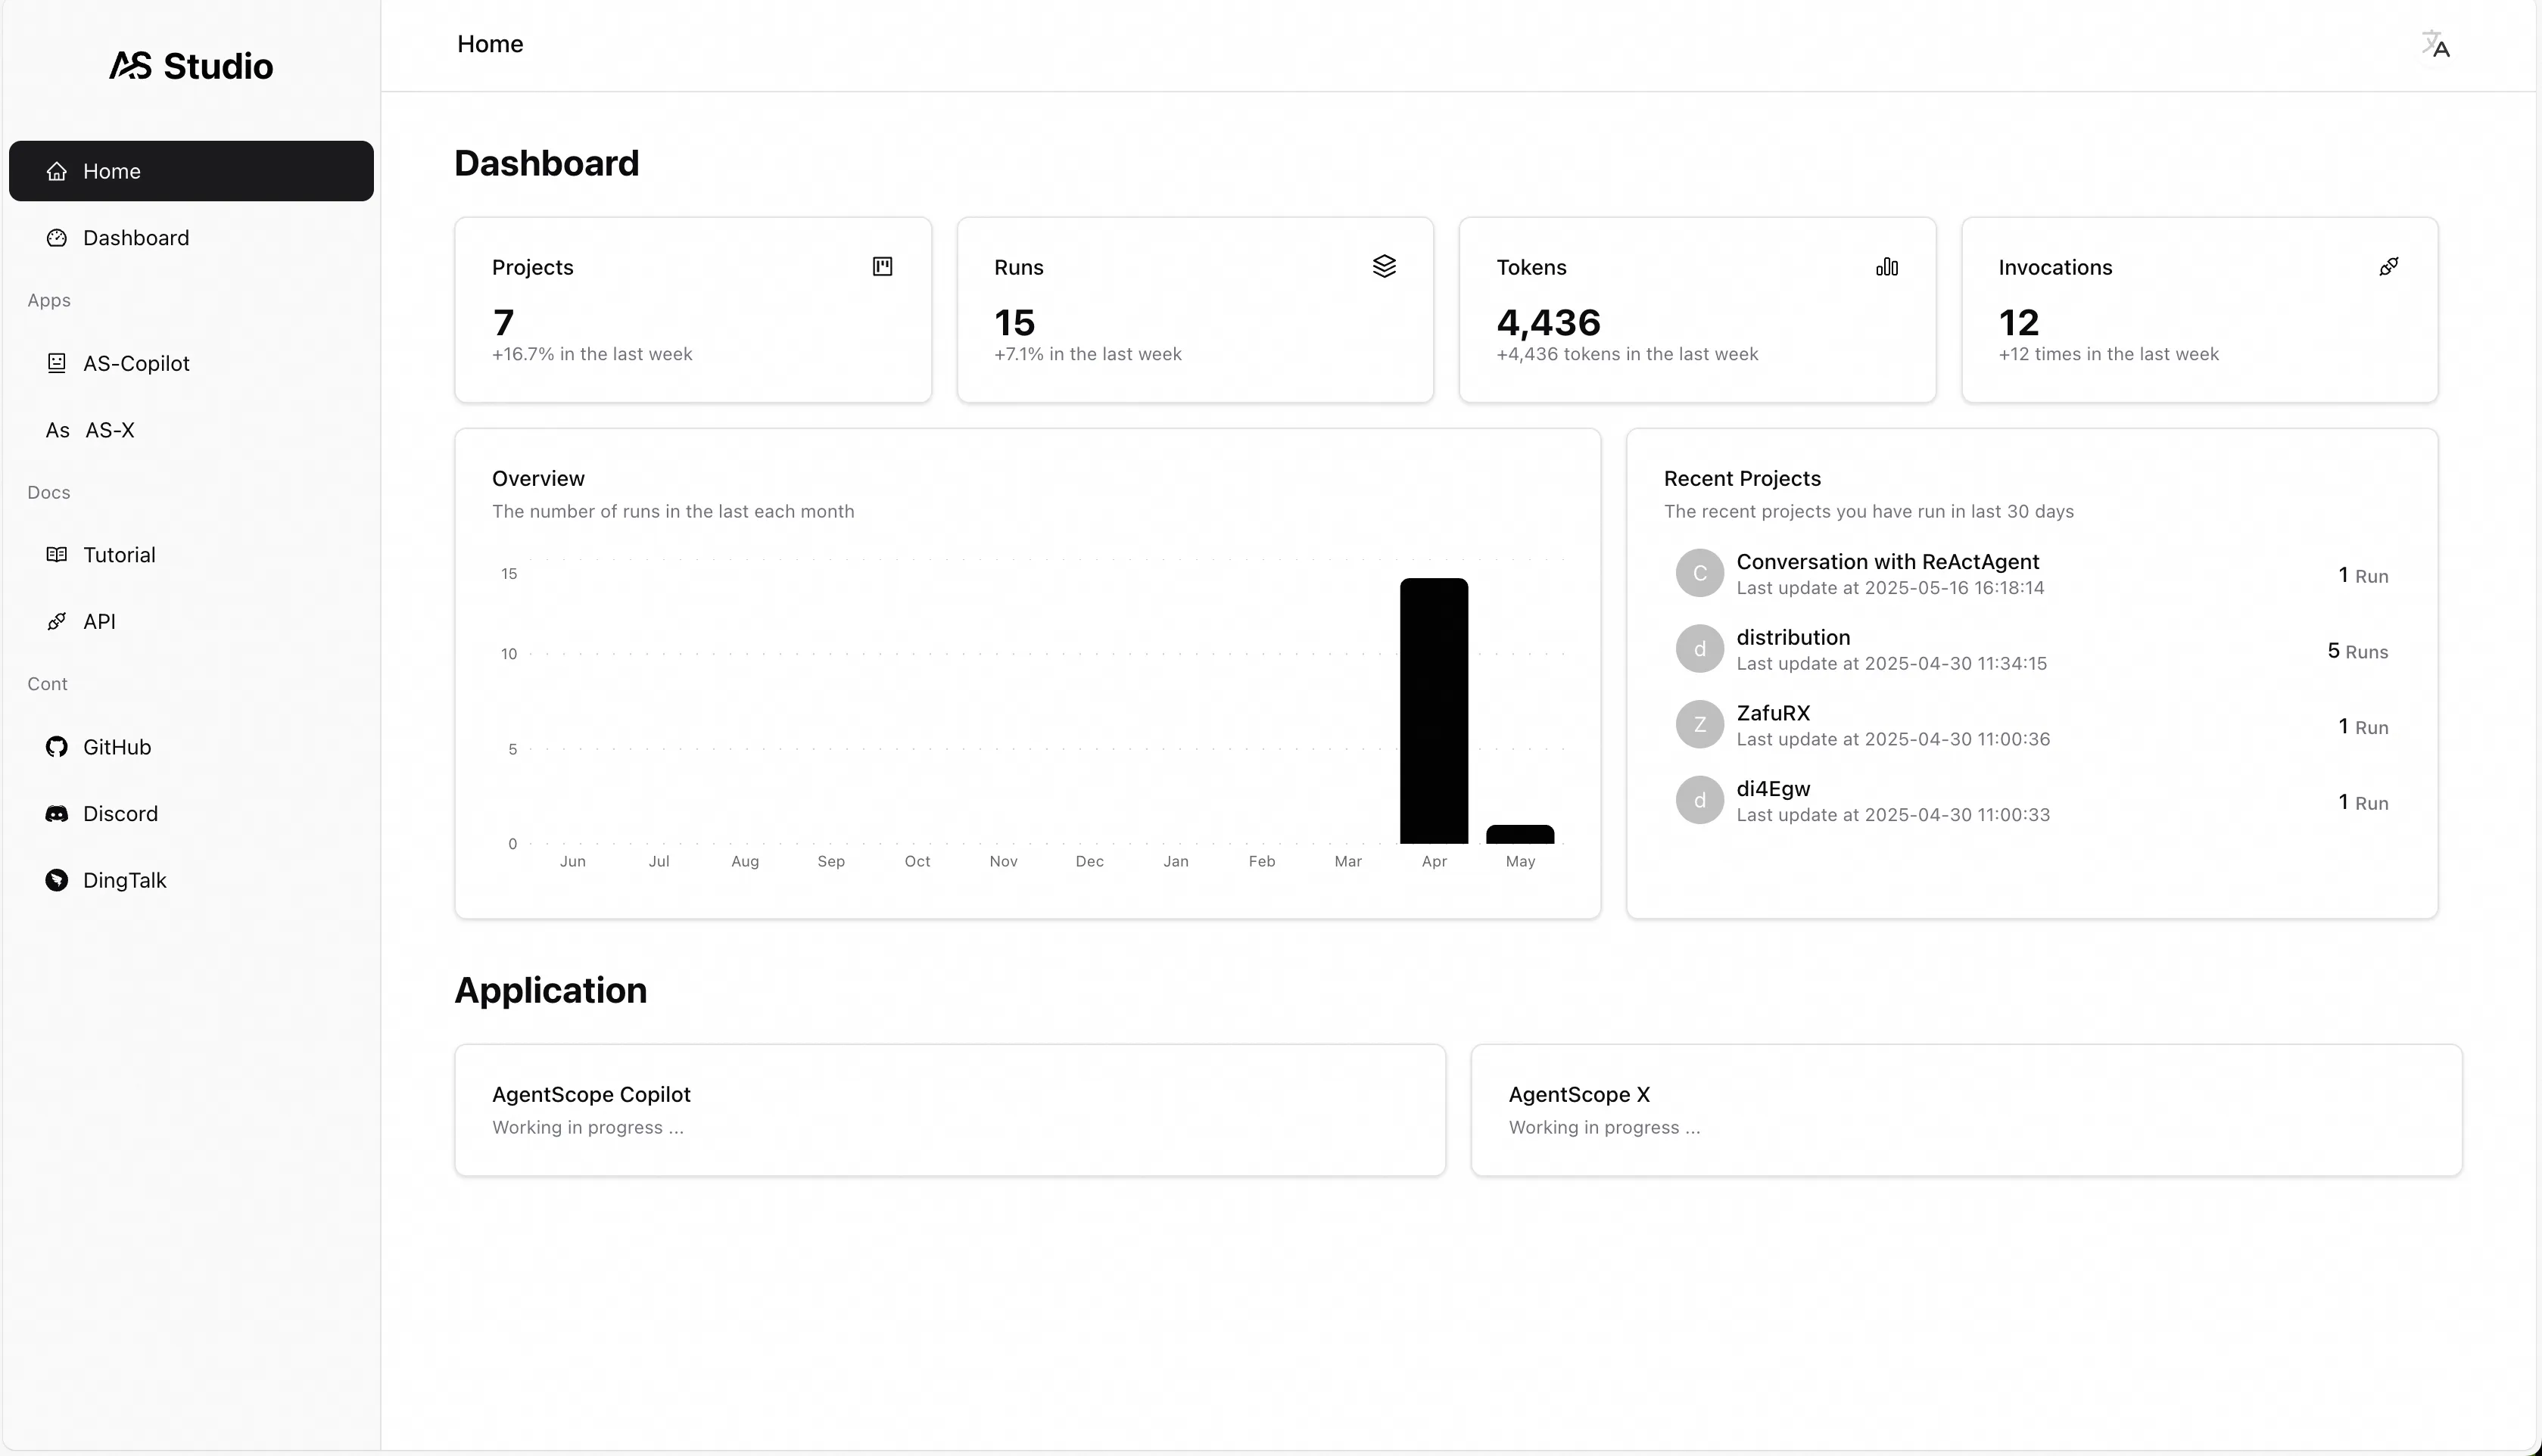 AS Studio
Home
Dashboard
Apps
AS-Copilot
As AS-X
Docs
Tutorial
API
Cont
GitHub
Discord
DingTalk
Home
文A
Dashboard
Projects
7
+16.7% in the last week
Runs
15
+7.1% in the last week
Tokens
4,436
+4,436 tokens in the last week
Invocations
12
+12 times in the last week
Overview
The number of runs in the last each month
15
10
5
0
Jun Jul Aug Sep Oct Nov Dec Jan Feb Mar Apr May
Recent Projects
The recent projects you have run in last 30 days
C
Conversation with ReActAgent
Last update at 2025-05-16 16:18:14
1 Run
d
distribution
Last update at 2025-04-30 11:34:15
5 Runs
Z
ZafuRX
Last update at 2025-04-30 11:00:36
1 Run
d
di4Egw
Last update at 2025-04-30 11:00:33
1 Run
Application
AgentScope Copilot
Working in progress ...
AgentScope X
Working in progress ...